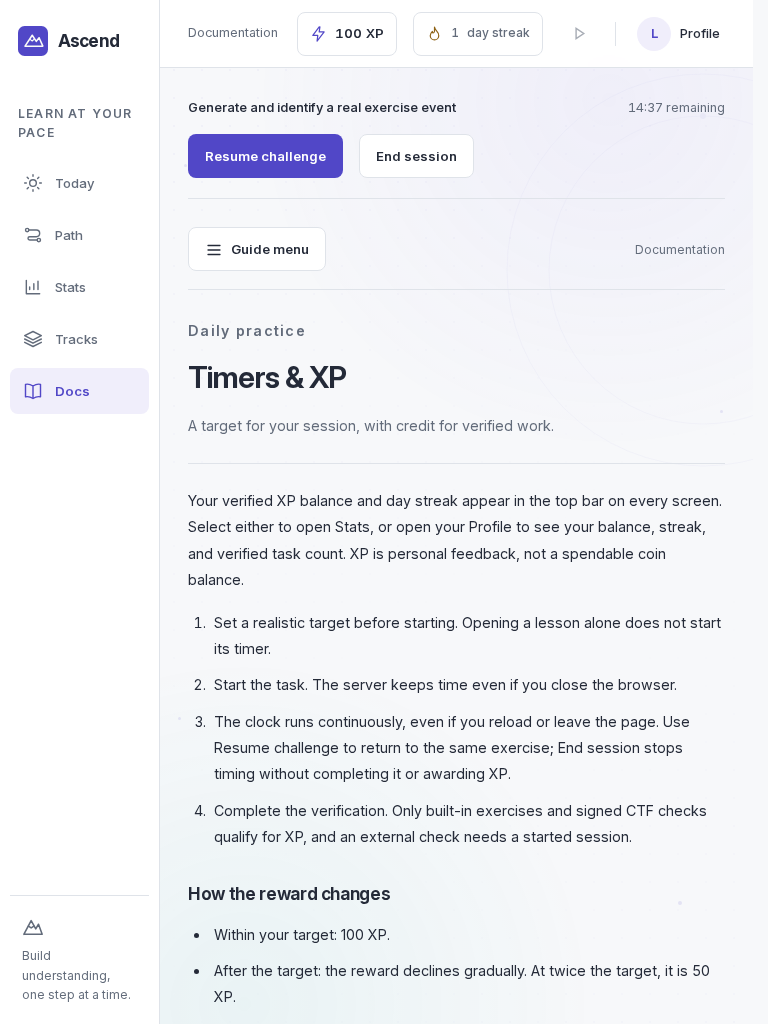 Ascend
LEARN AT YOUR
PACE
Today
Path
Stats
Tracks
Docs
Build
understanding,
one step at a time.
Documentation
100 XP
1 day streak
L
Profile
Generate and identify a real exercise event
14:37 remaining
Resume challenge
End session
Guide menu
Documentation
Daily practice
Timers & XP
A target for your session, with credit for verified work.
Your verified XP balance and day streak appear in the top bar on every screen.
Select either to open Stats, or open your Profile to see your balance, streak,
and verified task count. XP is personal feedback, not a spendable coin
balance.
1. Set a realistic target before starting. Opening a lesson alone does not start
its timer.
2. Start the task. The server keeps time even if you close the browser.
3. The clock runs continuously, even if you reload or leave the page. Use
Resume challenge to return to the same exercise; End session stops
timing without completing it or awarding XP.
4. Complete the verification. Only built-in exercises and signed CTF checks
qualify for XP, and an external check needs a started session.
How the reward changes
• Within your target: 100 XP.
• After the target: the reward declines gradually. At twice the target, it is 50
XP.